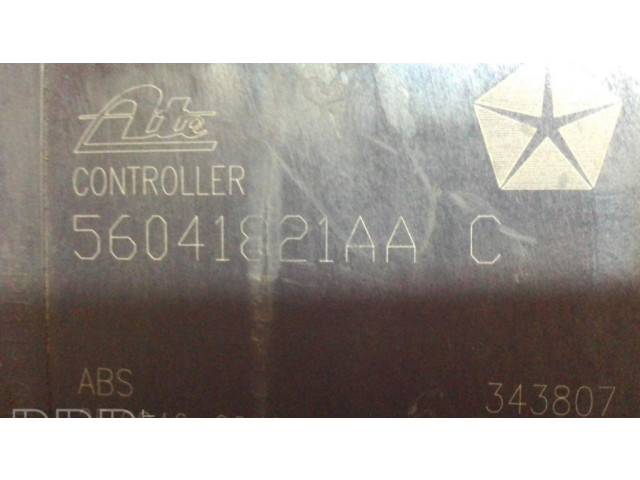 Ate
CONTROLLER
56041821AA C
ABS
343807